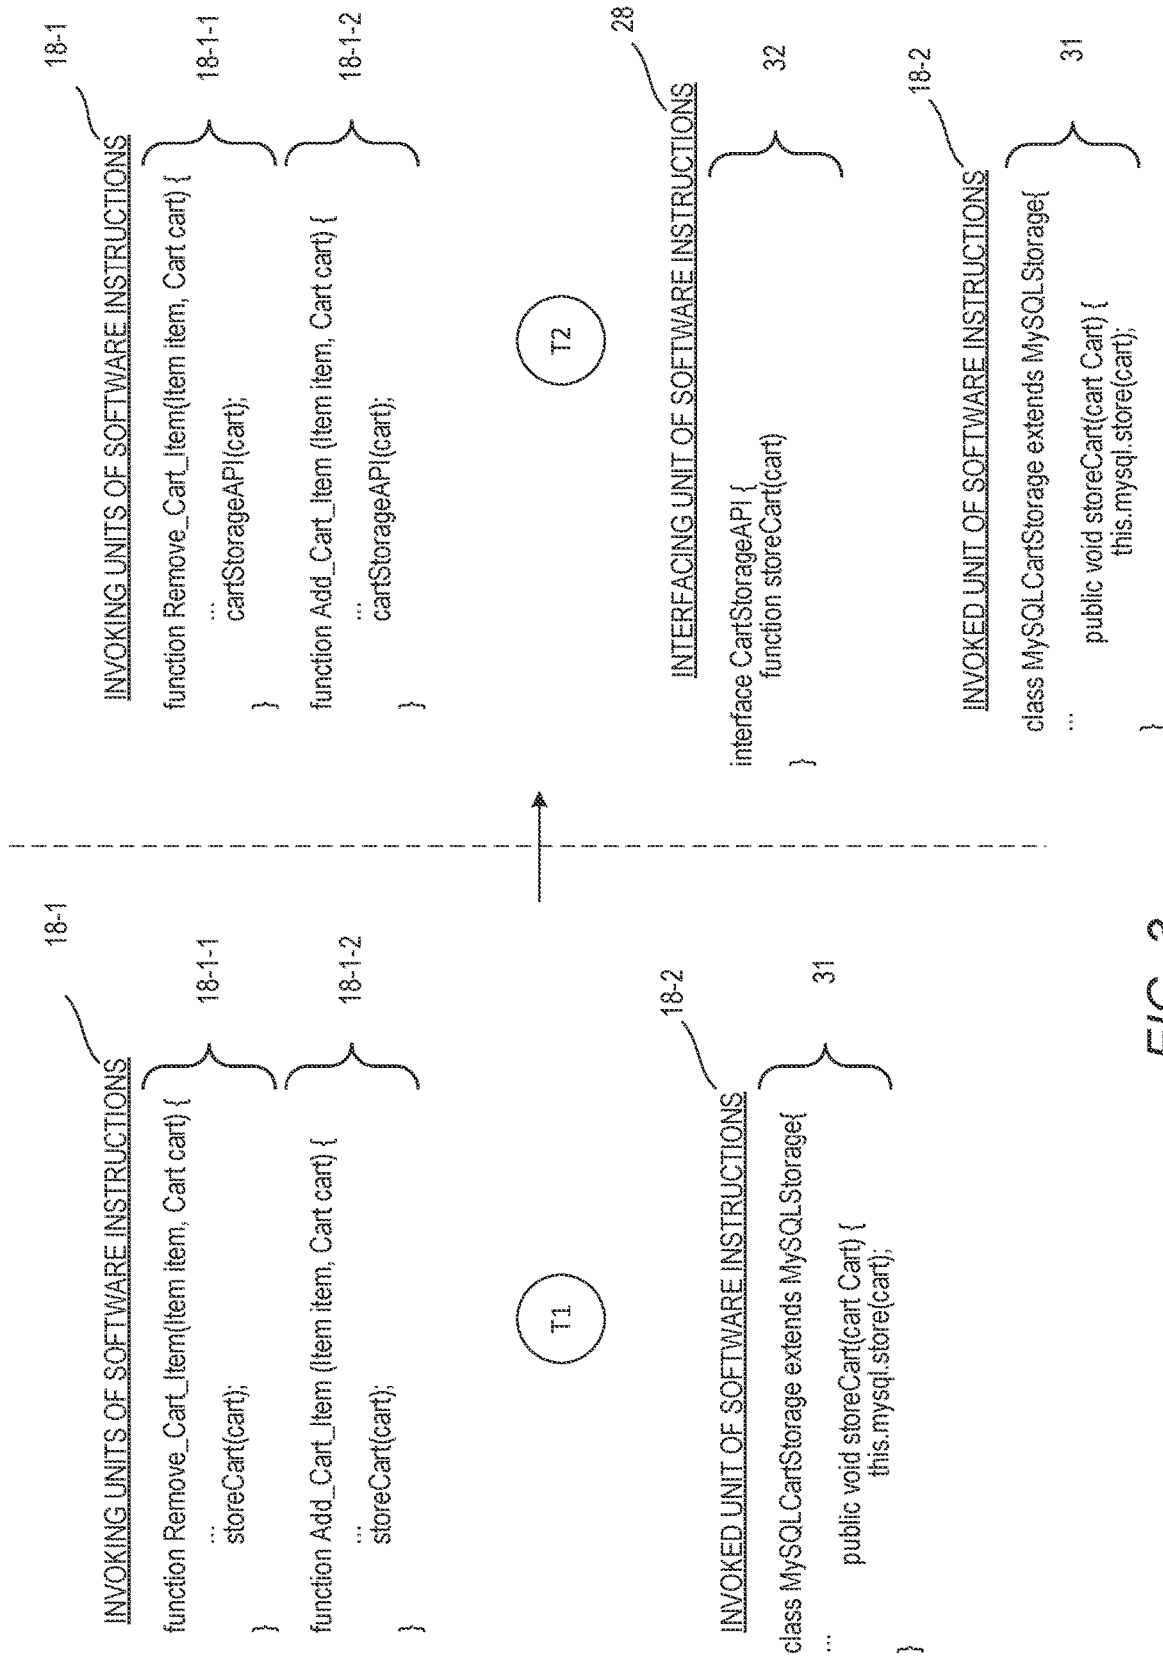 INVOKING UNITS OF SOFTWARE INSTRUCTIONS
18-1
function Remove_Cart_Item(Item item, Cart cart) {
...
storeCart(cart);
}
18-1-1
function Add_Cart_Item (Item item, Cart cart) {
...
storeCart(cart);
}
18-1-2
T1
INVOKED UNIT OF SOFTWARE INSTRUCTIONS
18-2
class MySQLCartStorage extends MySQLStorage{
...
public void storeCart(cart Cart) {
this.mysql.store(cart);
}
31
INVOKING UNITS OF SOFTWARE INSTRUCTIONS
18-1
function Remove_Cart_Item(Item item, Cart cart) {
...
cartStorageAPI(cart);
}
18-1-1
function Add_Cart_Item (Item item, Cart cart) {
...
cartStorageAPI(cart);
}
18-1-2
T2
INTERFACING UNIT OF SOFTWARE INSTRUCTIONS
28
interface CartStorageAPI {
function storeCart(cart)
}
32
INVOKED UNIT OF SOFTWARE INSTRUCTIONS
18-2
class MySQLCartStorage extends MySQLStorage{
...
public void storeCart(cart Cart) {
this.mysql.store(cart);
}
31